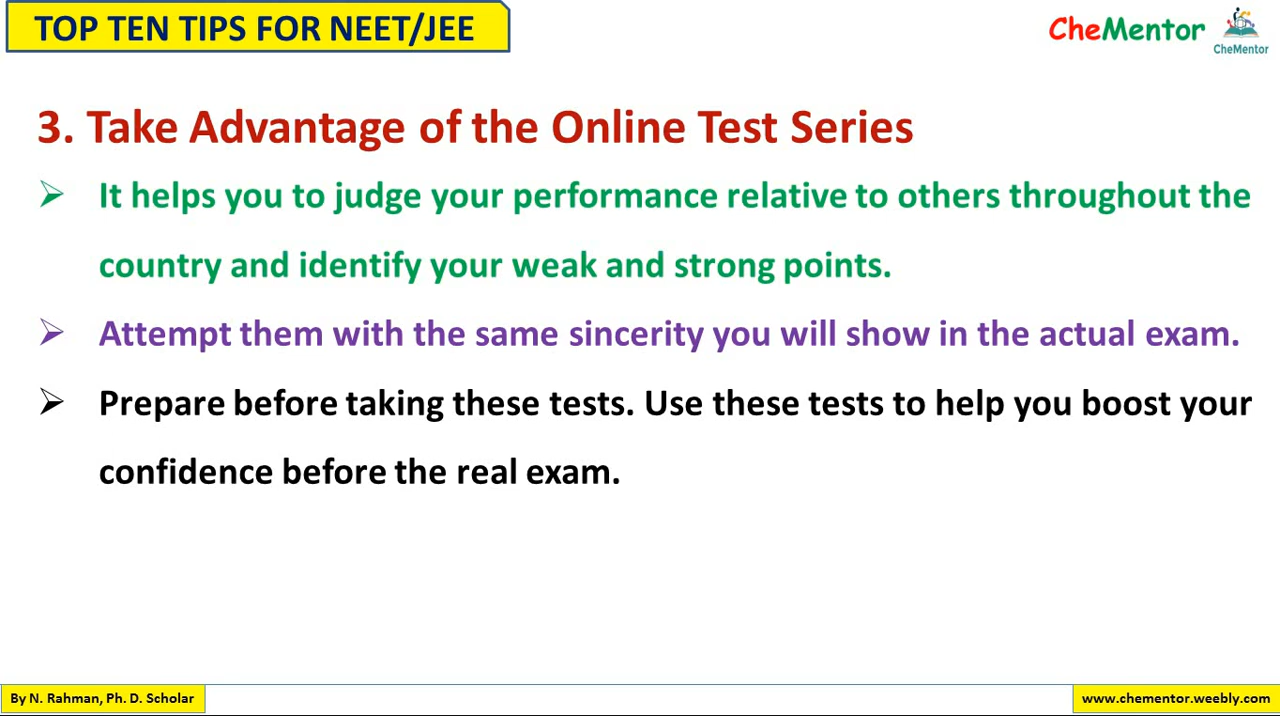 TOP TEN TIPS FOR NEET/JEE
CheMentor
CheMentor
3. Take Advantage of the Online Test Series
It helps you to judge your performance relative to others throughout the
country and identify your weak and strong points.
Attempt them with the same sincerity you will show in the actual exam.
Prepare before taking these tests. Use these tests to help you boost your
confidence before the real exam.
By N. Rahman, Ph. D. Scholar
www.chementor.weebly.com